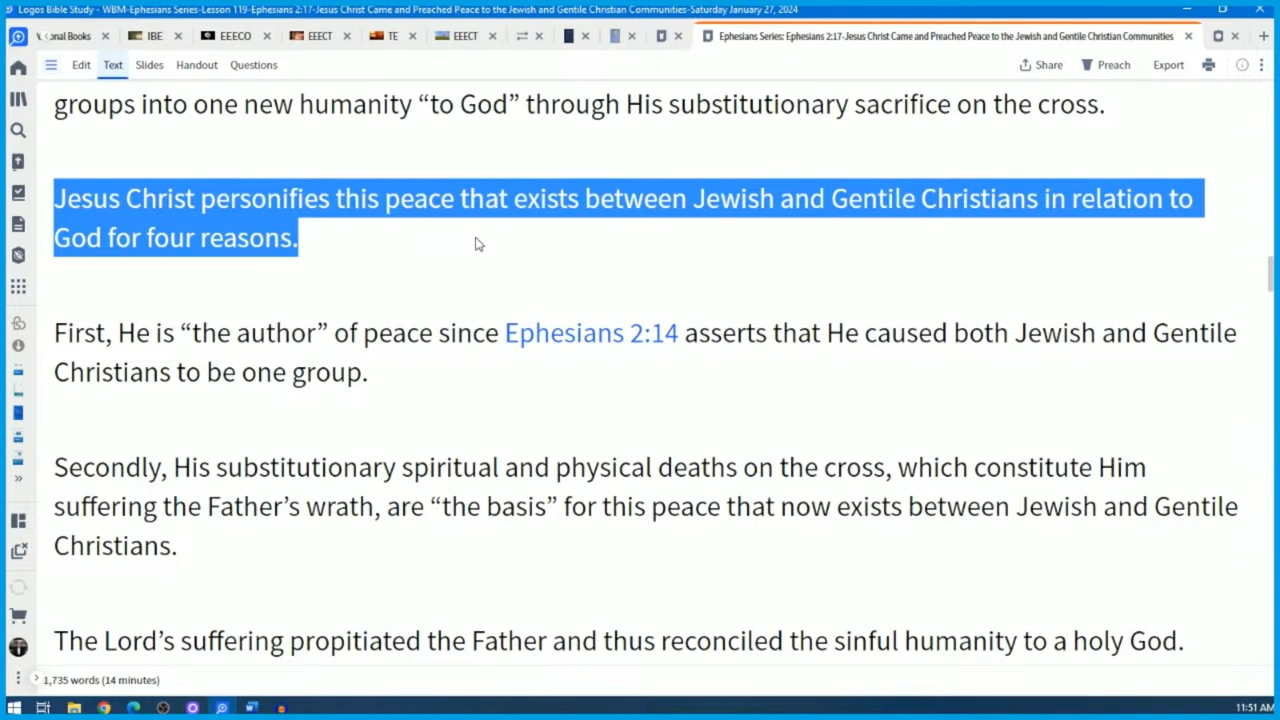 Logos Bible Study - WBM-Ephesians Series-Lesson 119-Ephesians 2:17-Jesus Christ Came and Preached Peace to the Jewish and Gentile Christian Communities-Saturday January 27, 2024
onal Books IBE EEECO EEECT TE EEECT Ephesians Series: Ephesians 2:17-Jesus Christ Came and Preached Peace to the Jewish and Gentile Christian Communities
Edit Text Slides Handout Questions Share Preach Export
groups into one new humanity “to God” through His substitutionary sacrifice on the cross.
Jesus Christ personifies this peace that exists between Jewish and Gentile Christians in relation to
God for four reasons.
First, He is “the author” of peace since Ephesians 2:14 asserts that He caused both Jewish and Gentile
Christians to be one group.
Secondly, His substitutionary spiritual and physical deaths on the cross, which constitute Him
suffering the Father’s wrath, are “the basis” for this peace that now exists between Jewish and Gentile
Christians.
The Lord’s suffering propitiated the Father and thus reconciled the sinful humanity to a holy God.
1,735 words (14 minutes)
11:51 AM